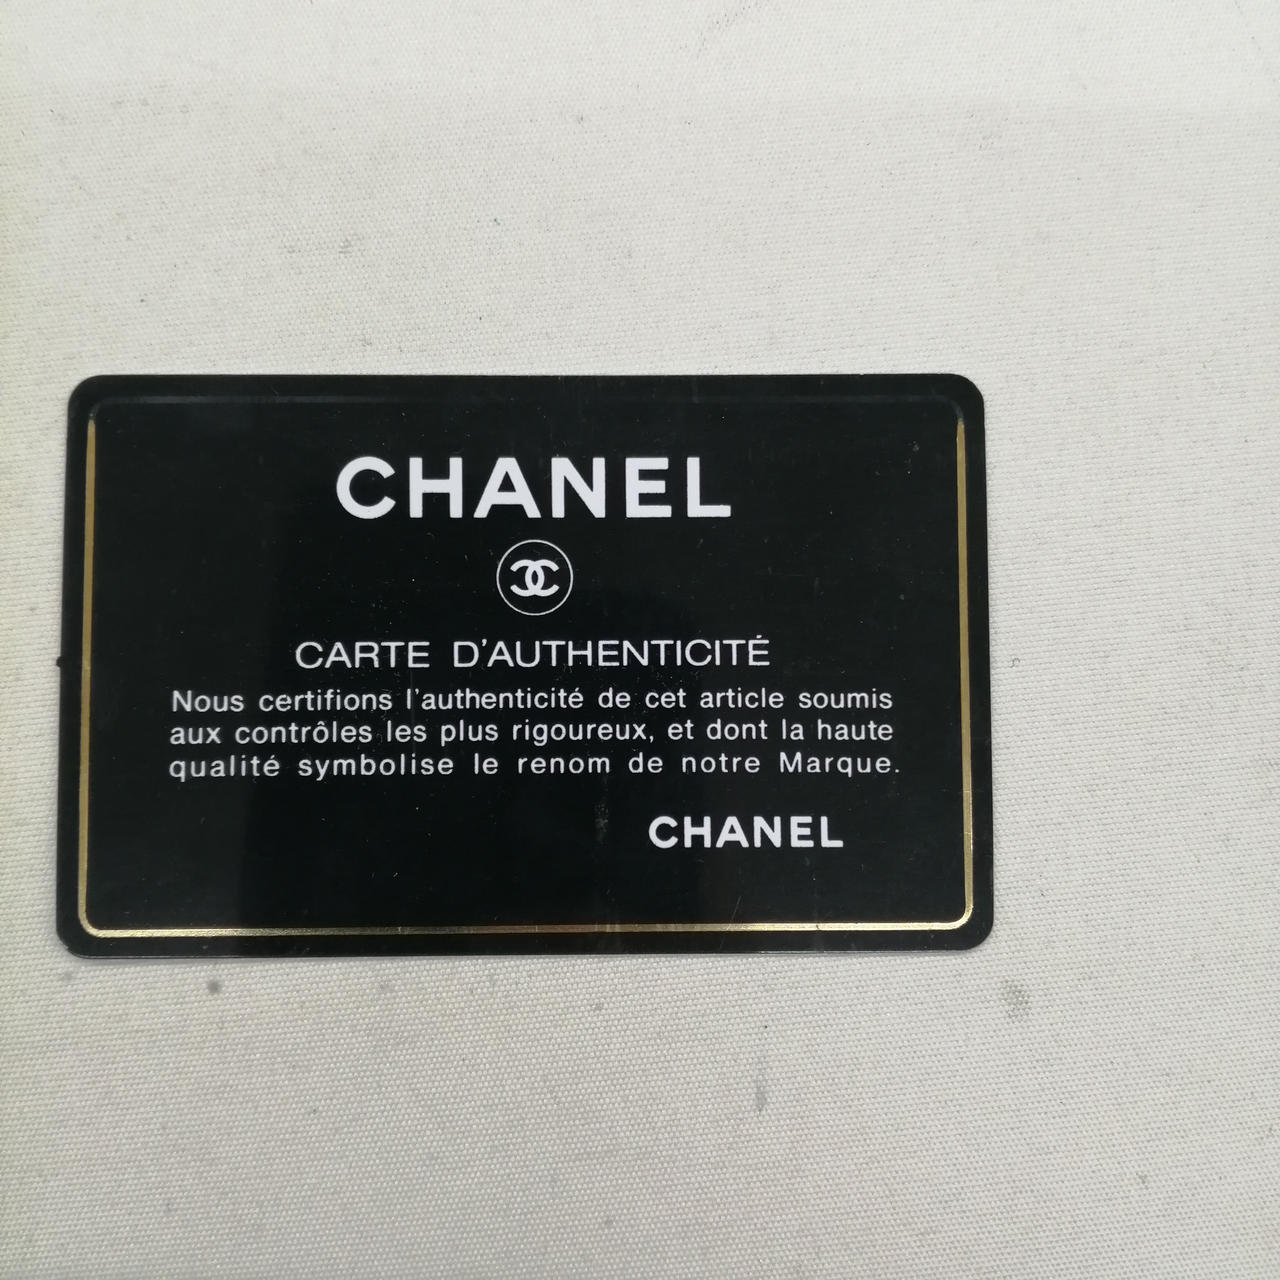 CHANEL
CARTE D'AUTHENTICITÉ
Nous certifions l'authenticité de cet article soumis
aux contrôles les plus rigoureux, et dont la haute
qualité symbolise le renom de notre Marque.
CHANEL